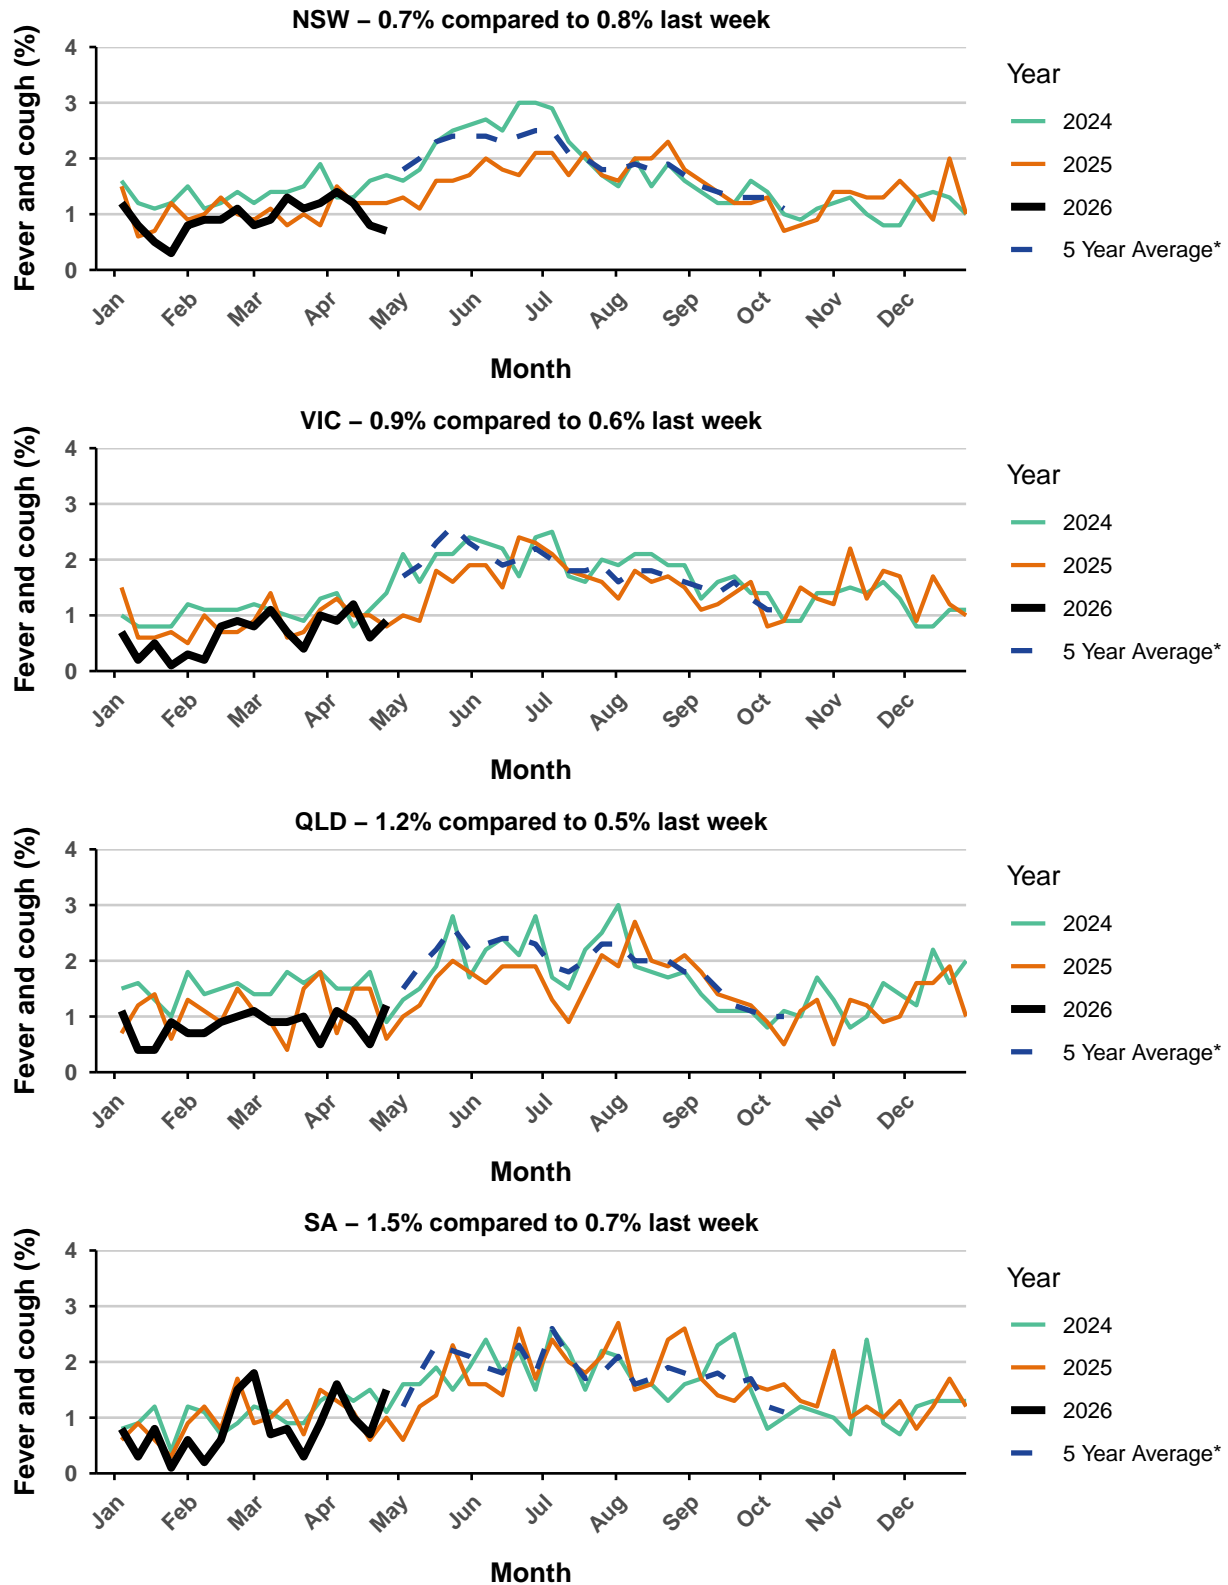 NSW – 0.7% compared to 0.8% last week
Fever and cough (%)
4
3
2
1
0
Jan Feb Mar Apr May Jun Jul Aug Sep Oct Nov Dec
Month
Year
2024
2025
2026
5 Year Average*
VIC – 0.9% compared to 0.6% last week
Fever and cough (%)
4
3
2
1
0
Jan Feb Mar Apr May Jun Jul Aug Sep Oct Nov Dec
Month
Year
2024
2025
2026
5 Year Average*
QLD – 1.2% compared to 0.5% last week
Fever and cough (%)
4
3
2
1
0
Jan Feb Mar Apr May Jun Jul Aug Sep Oct Nov Dec
Month
Year
2024
2025
2026
5 Year Average*
SA – 1.5% compared to 0.7% last week
Fever and cough (%)
4
3
2
1
0
Jan Feb Mar Apr May Jun Jul Aug Sep Oct Nov Dec
Month
Year
2024
2025
2026
5 Year Average*